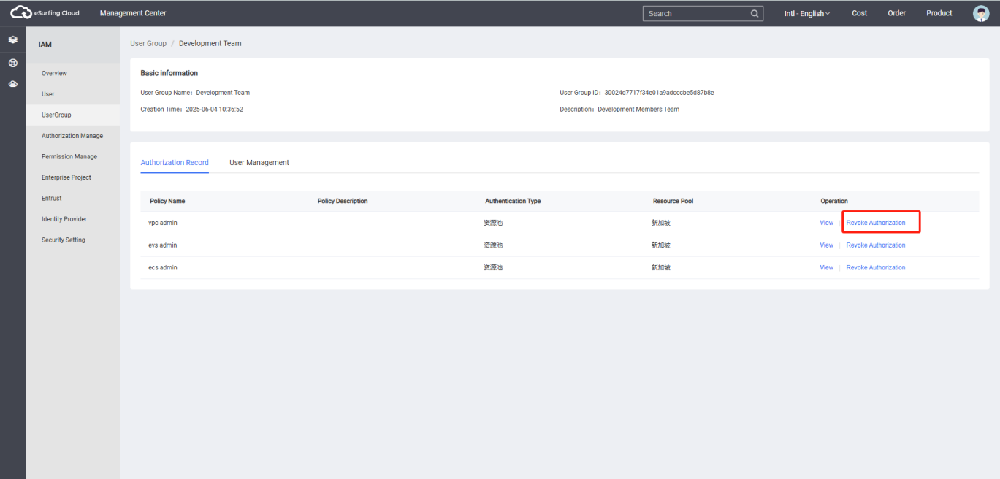 eSurfing Cloud Management Center Search Intl - English Cost Order Product
IAM
Overview
User
UserGroup
Authorization Manage
Permission Manage
Enterprise Project
Entrust
Identity Provider
Security Setting
User Group / Development Team
Basic information
User Group Name： Development Team User Group ID： 30024d7717f34e01a9adcccbe5d87b8e
Creation Time： 2025-06-04 10:36:52 Description： Development Members Team
Authorization Record User Management
Policy Name Policy Description Authentication Type Resource Pool Operation
vpc admin 资源池 新加坡 View Revoke Authorization
evs admin 资源池 新加坡 View Revoke Authorization
ecs admin 资源池 新加坡 View Revoke Authorization